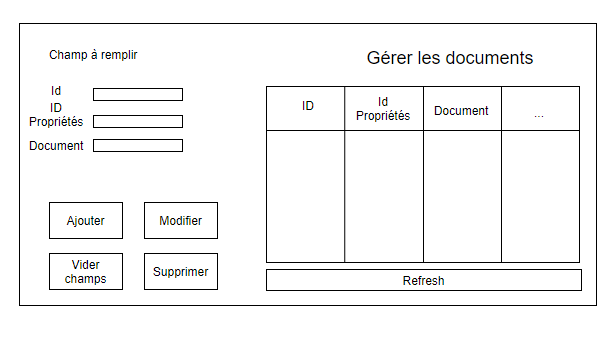 Champ à remplir
Gérer les documents
Id
ID
Propriétés
Document
ID
Id
Propriétés
Document
...
Ajouter
Modifier
Vider
champs
Supprimer
Refresh